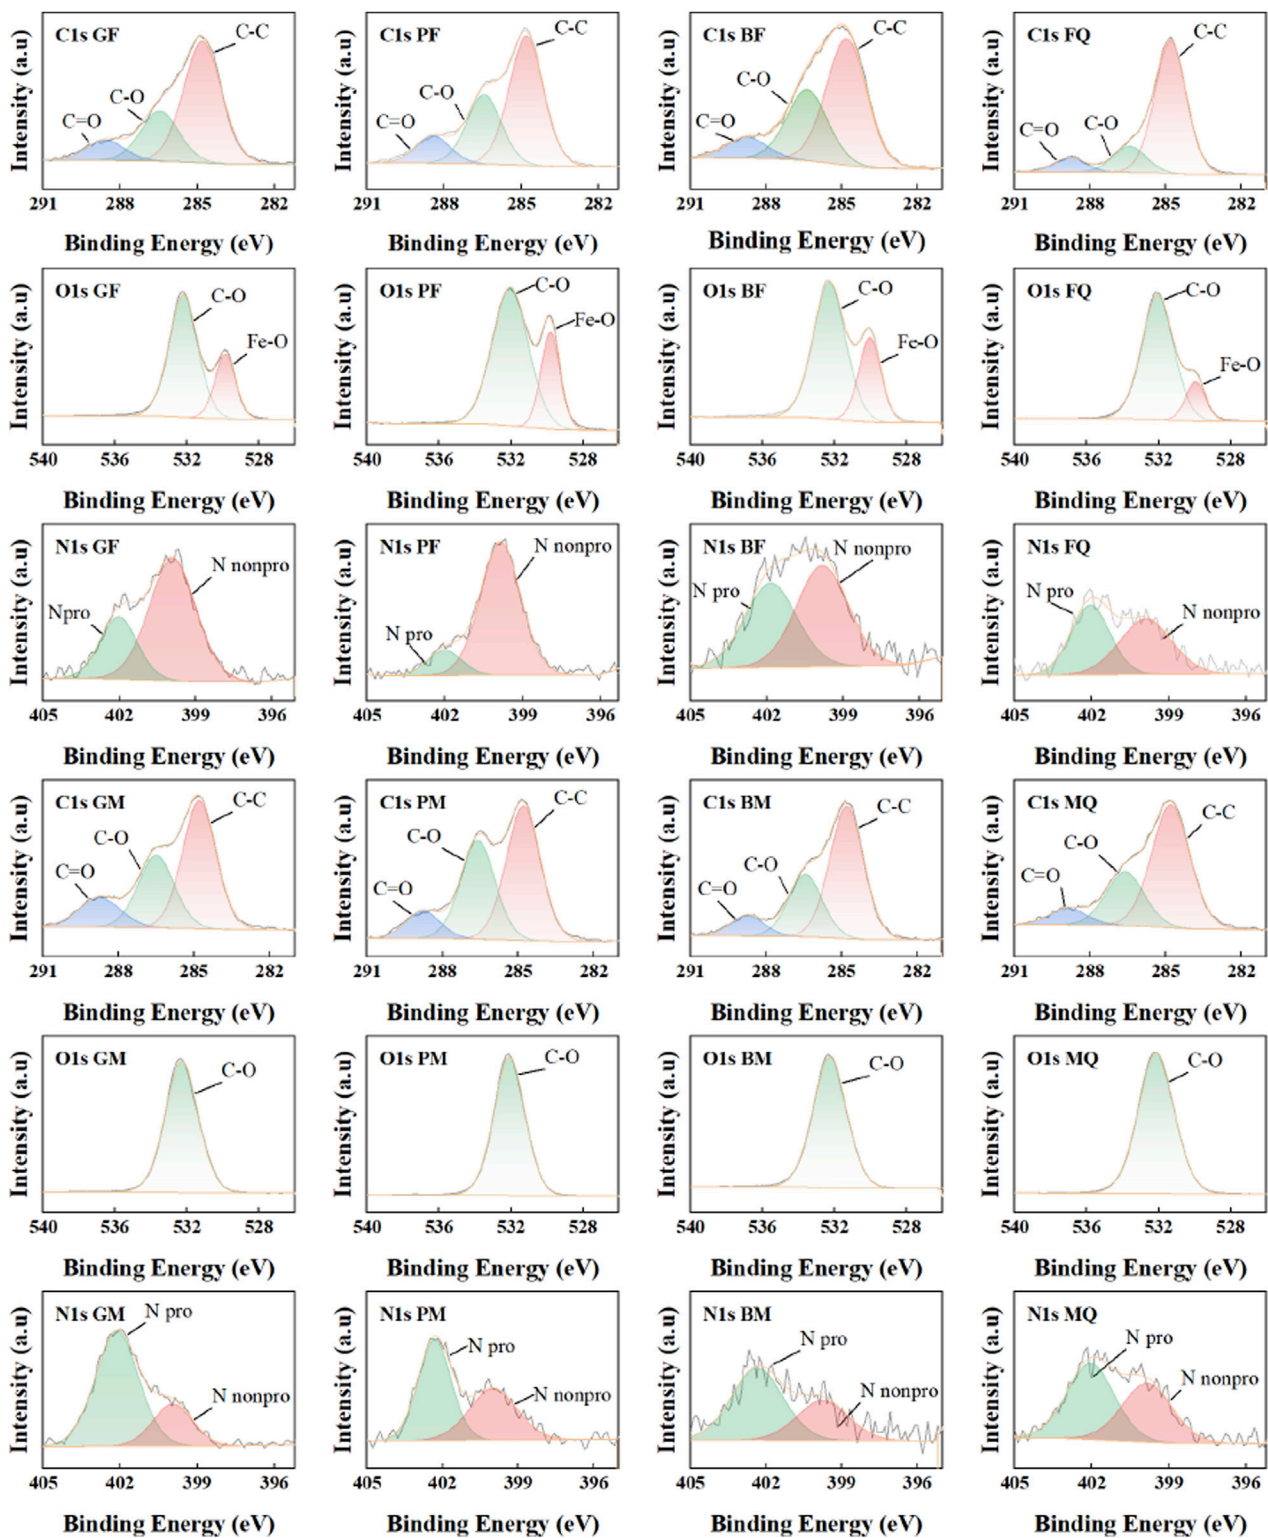 Intensity (a.u)
C1s GF
C-C
C-O
C=O
291 288 285 282
Binding Energy (eV)
Intensity (a.u)
C1s PF
C-C
C-O
C=O
291 288 285 282
Binding Energy (eV)
Intensity (a.u)
C1s BF
C-C
C-O
C=O
291 288 285 282
Binding Energy (eV)
Intensity (a.u)
C1s FQ
C-C
C-O
C=O
291 288 285 282
Binding Energy (eV)
Intensity (a.u)
O1s GF
C-O
Fe-O
540 536 532 528
Binding Energy (eV)
Intensity (a.u)
O1s PF
C-O
Fe-O
540 536 532 528
Binding Energy (eV)
Intensity (a.u)
O1s BF
C-O
Fe-O
540 536 532 528
Binding Energy (eV)
Intensity (a.u)
O1s FQ
C-O
Fe-O
540 536 532 528
Binding Energy (eV)
Intensity (a.u)
N1s GF
N nonpro
Npro
405 402 399 396
Binding Energy (eV)
Intensity (a.u)
N1s PF
N nonpro
N pro
405 402 399 396
Binding Energy (eV)
Intensity (a.u)
N1s BF
N nonpro
N pro
405 402 399 396
Binding Energy (eV)
Intensity (a.u)
N1s FQ
N pro
N nonpro
405 402 399 396
Binding Energy (eV)
Intensity (a.u)
C1s GM
C-C
C-O
C=O
291 288 285 282
Binding Energy (eV)
Intensity (a.u)
C1s PM
C-C
C-O
C=O
291 288 285 282
Binding Energy (eV)
Intensity (a.u)
C1s BM
C-C
C-O
C=O
291 288 285 282
Binding Energy (eV)
Intensity (a.u)
C1s MQ
C-C
C-O
C=O
291 288 285 282
Binding Energy (eV)
Intensity (a.u)
O1s GM
C-O
540 536 532 528
Binding Energy (eV)
Intensity (a.u)
O1s PM
C-O
540 536 532 528
Binding Energy (eV)
Intensity (a.u)
O1s BM
C-O
540 536 532 528
Binding Energy (eV)
Intensity (a.u)
O1s MQ
C-O
540 536 532 528
Binding Energy (eV)
Intensity (a.u)
N1s GM
N pro
N nonpro
405 402 399 396
Binding Energy (eV)
Intensity (a.u)
N1s PM
N pro
N nonpro
405 402 399 396
Binding Energy (eV)
Intensity (a.u)
N1s BM
N pro
N nonpro
405 402 399 396
Binding Energy (eV)
Intensity (a.u)
N1s MQ
N pro
N nonpro
405 402 399 396
Binding Energy (eV)